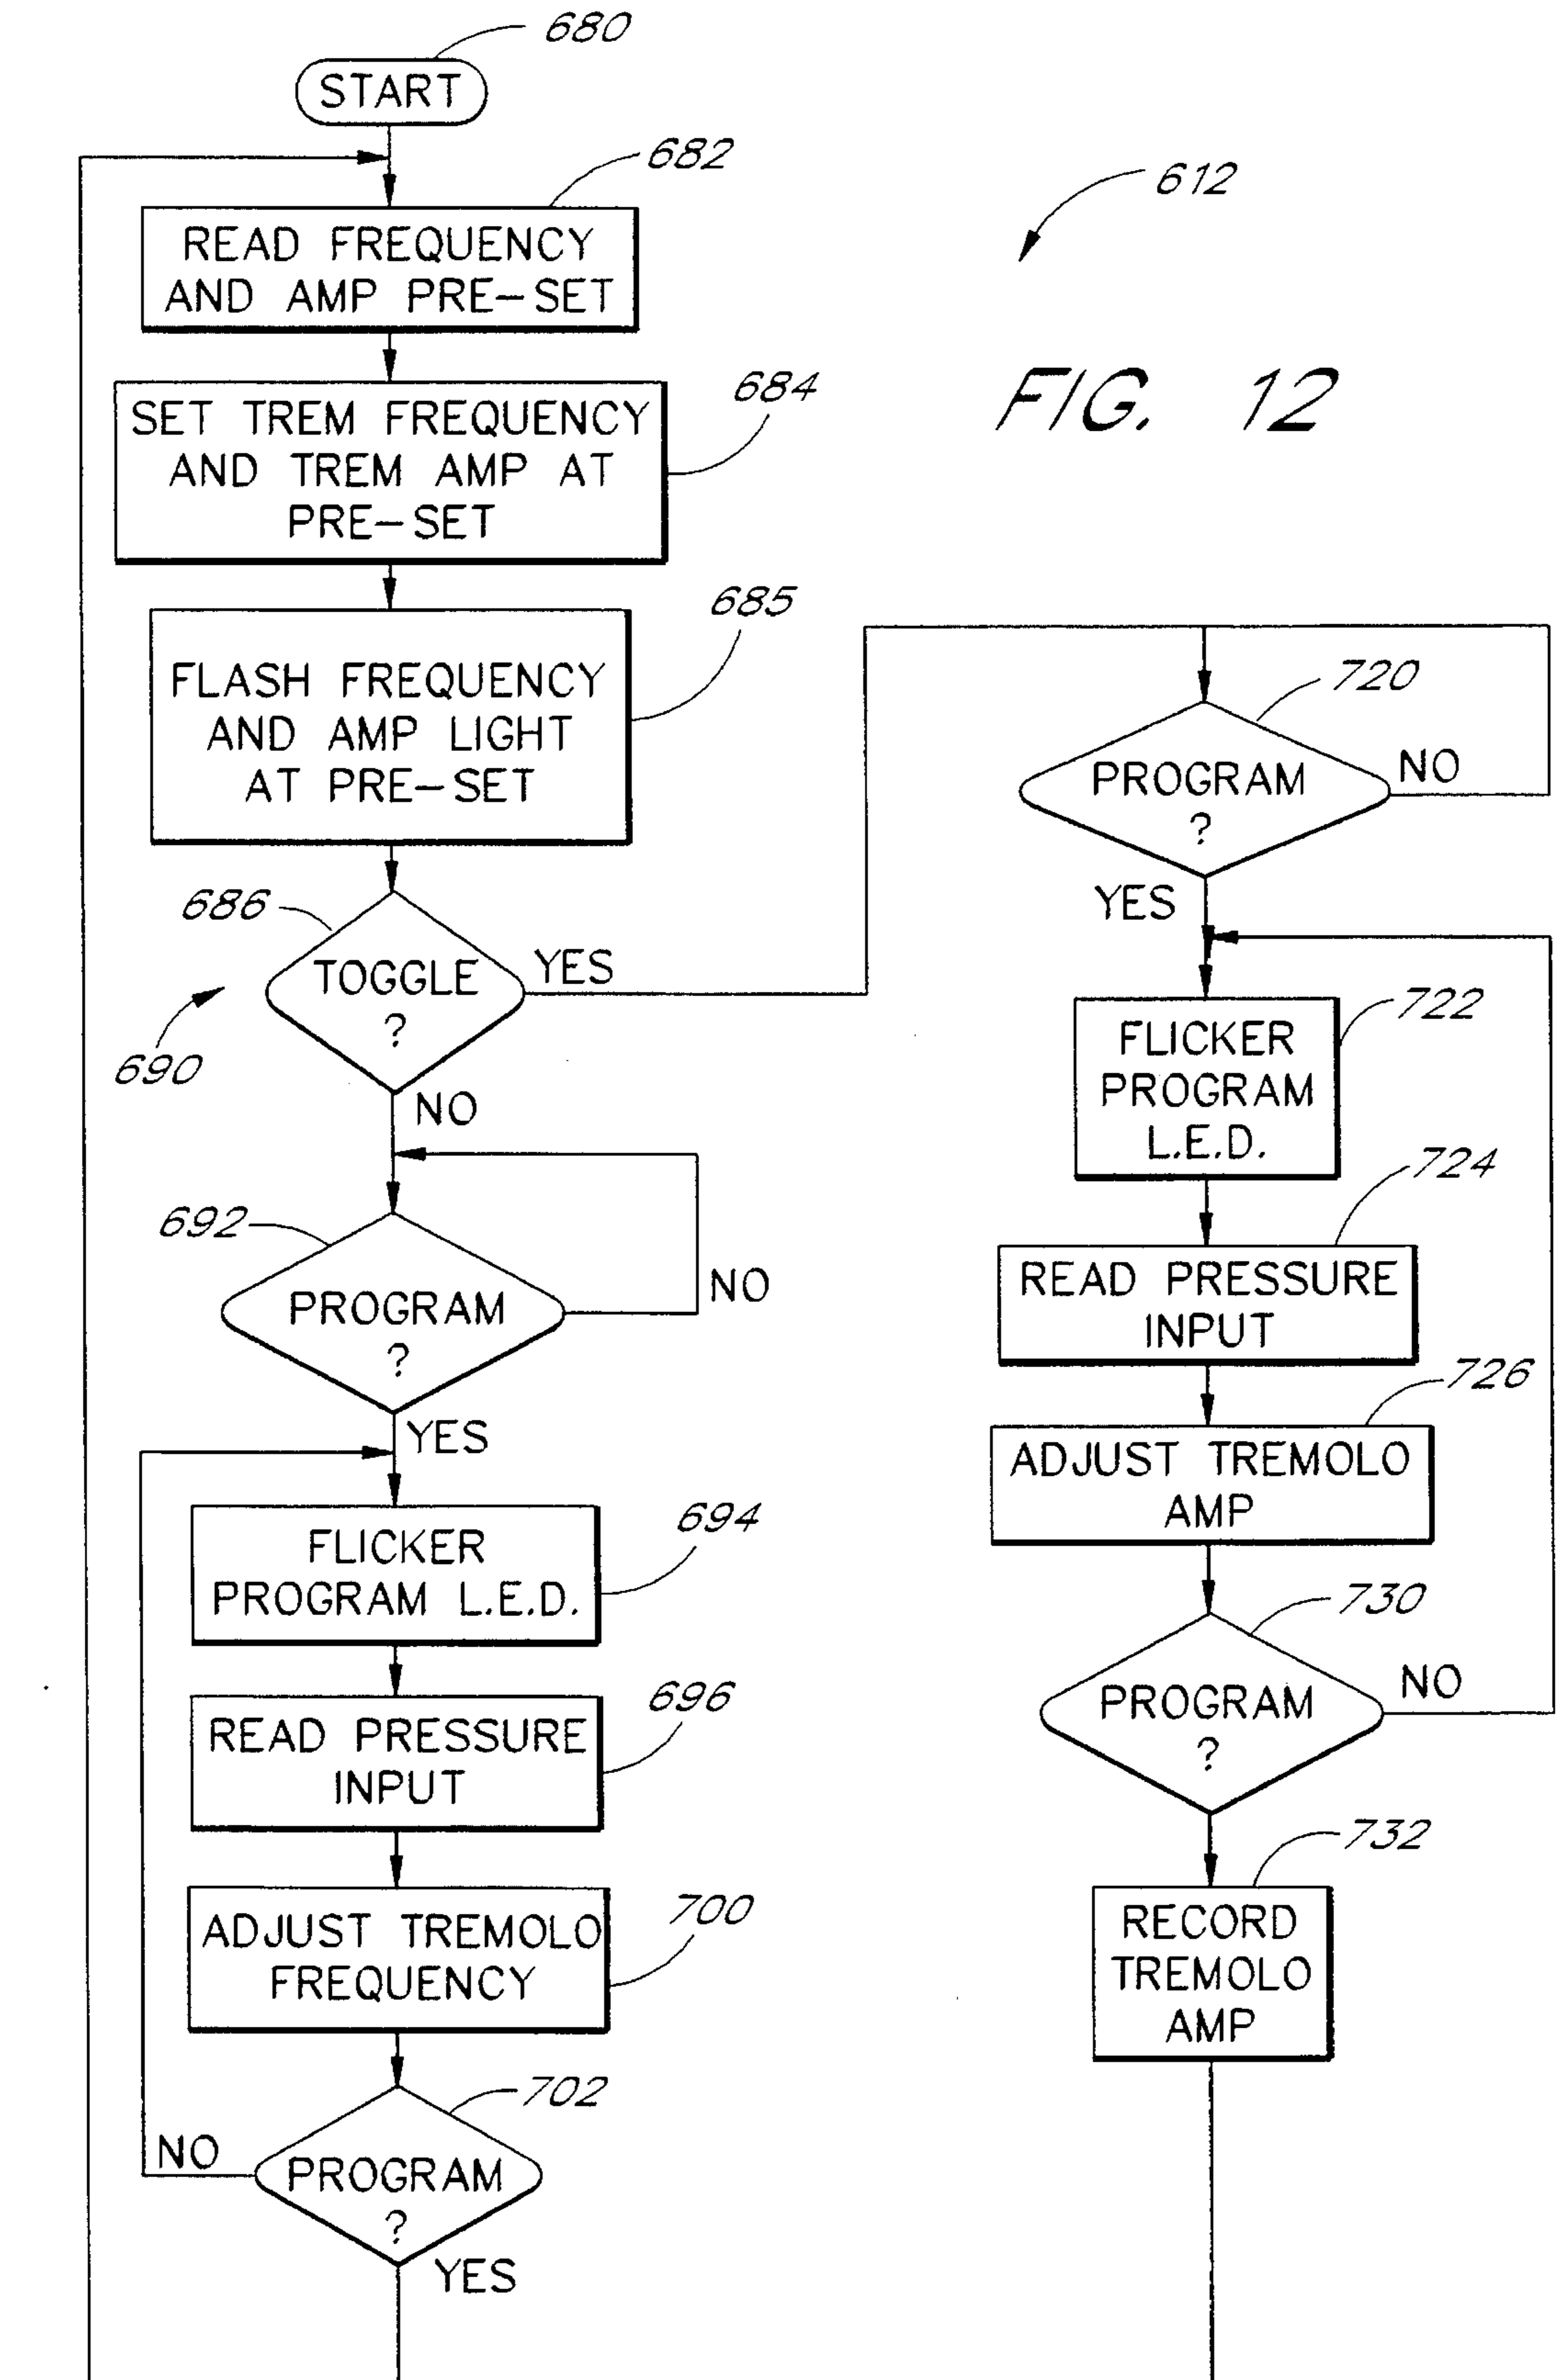 680
START
682
612
READ FREQUENCY
AND AMP PRE-SET
FIG. 12
684
SET TREM FREQUENCY
AND TREM AMP AT
PRE-SET
685
FLASH FREQUENCY
AND AMP LIGHT
AT PRE-SET
686
TOGGLE
?
YES
690
NO
692
PROGRAM
?
NO
YES
694
FLICKER
PROGRAM L.E.D.
696
READ PRESSURE
INPUT
700
ADJUST TREMOLO
FREQUENCY
702
NO
PROGRAM
?
YES
720
PROGRAM
?
NO
YES
722
FLICKER
PROGRAM
L.E.D.
724
READ PRESSURE
INPUT
726
ADJUST TREMOLO
AMP
730
PROGRAM
?
NO
732
RECORD
TREMOLO
AMP